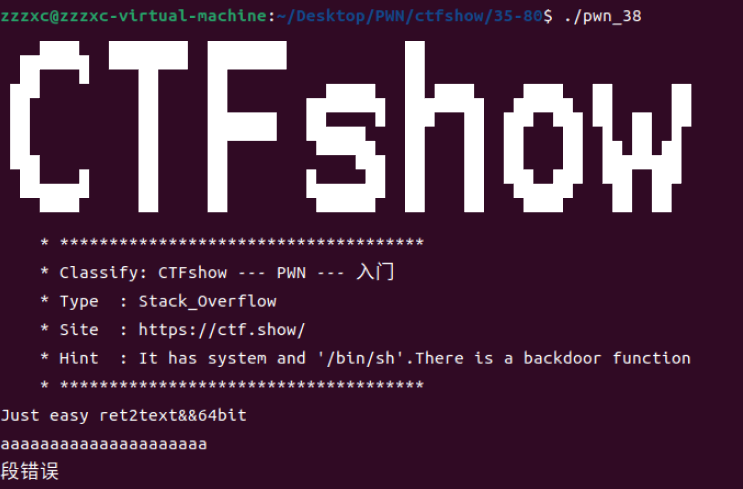 zzzxc@zzzxc-virtual-machine:~/Desktop/PWN/ctfshow/35-80$ ./pwn_38
CTFshow
* *************************************
* Classify: CTFshow --- PWN --- 入门
* Type  : Stack_Overflow
* Site  : https://ctf.show/
* Hint  : It has system and '/bin/sh'.There is a backdoor function
* *************************************
Just easy ret2text&&64bit
aaaaaaaaaaaaaaaaaaaaa
段错误